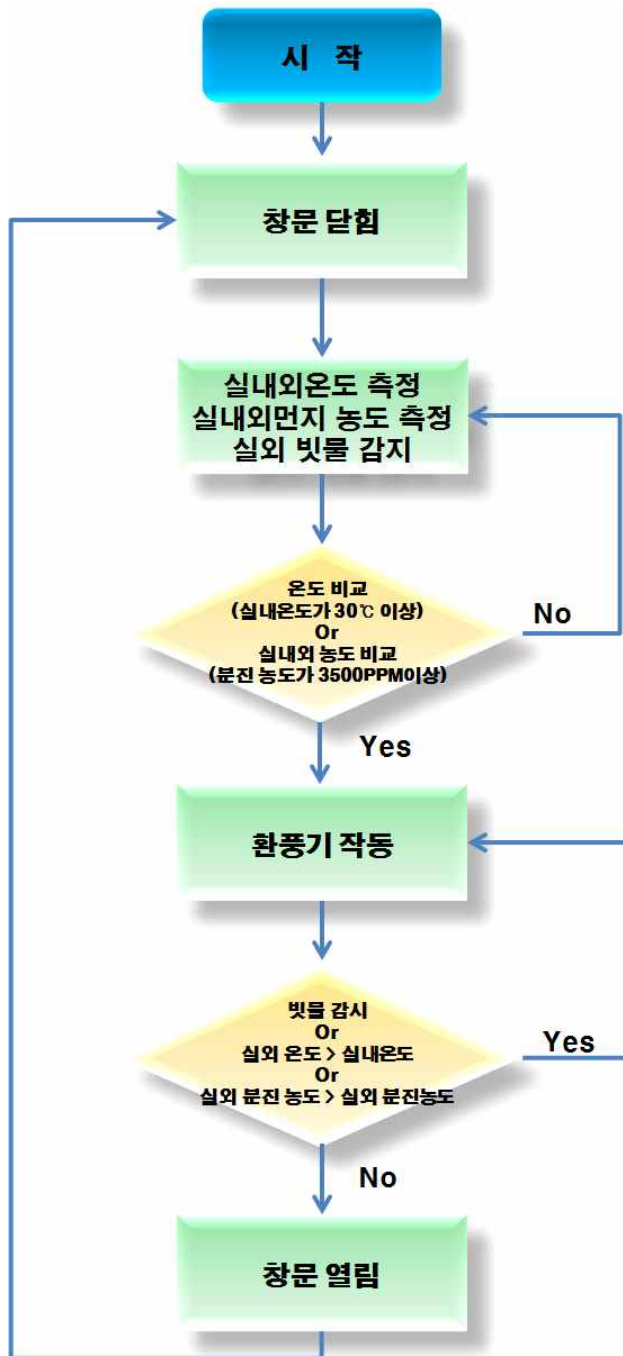 시 작
창문 닫힘
실내외온도 측정
실내외먼지 농도 측정
실외 빗물 감지
온도 비교
(실내온도가 30℃ 이상)
Or
실내외 농도 비교
(분진 농도가 3500PPM이상)
No
Yes
환풍기 작동
빗물 감시
Or
실외 온도 > 실내온도
Or
실외 분진 농도 > 실외 분진농도
Yes
No
창문 열림